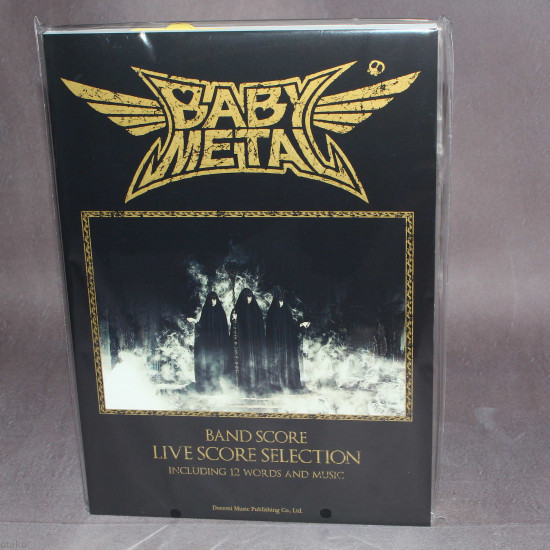 BABY
METAL
BAND SCORE
LIVE SCORE SELECTION
INCLUDING 12 WORDS AND MUSIC
Doremi Music Publishing Co., Ltd.